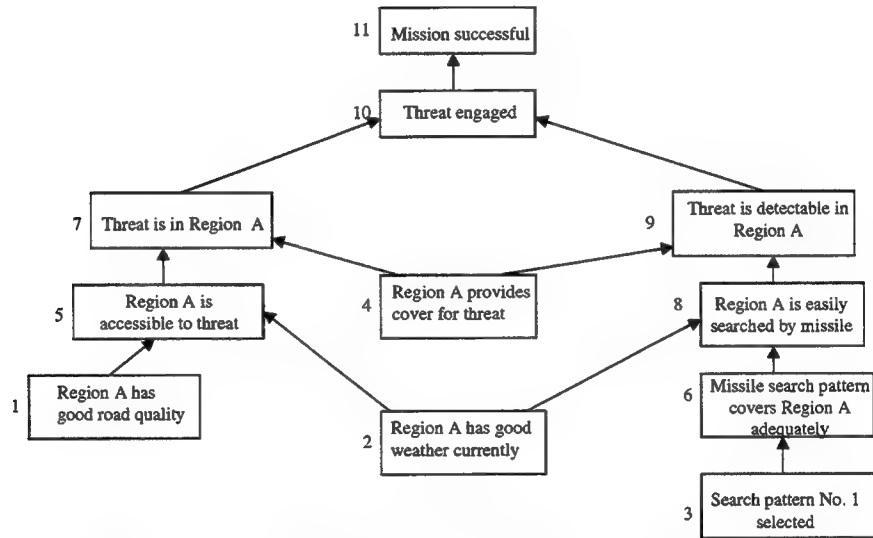 11
Mission successful
10
Threat engaged
7
Threat is in Region A
9
Threat is detectable in
Region A
5
Region A is
accessible to threat
4
Region A provides
cover for threat
8
Region A is easily
searched by missile
1
Region A has
good road quality
2
Region A has good
weather currently
6
Missile search pattern
covers Region A
adequately
3
Search pattern No. 1
selected